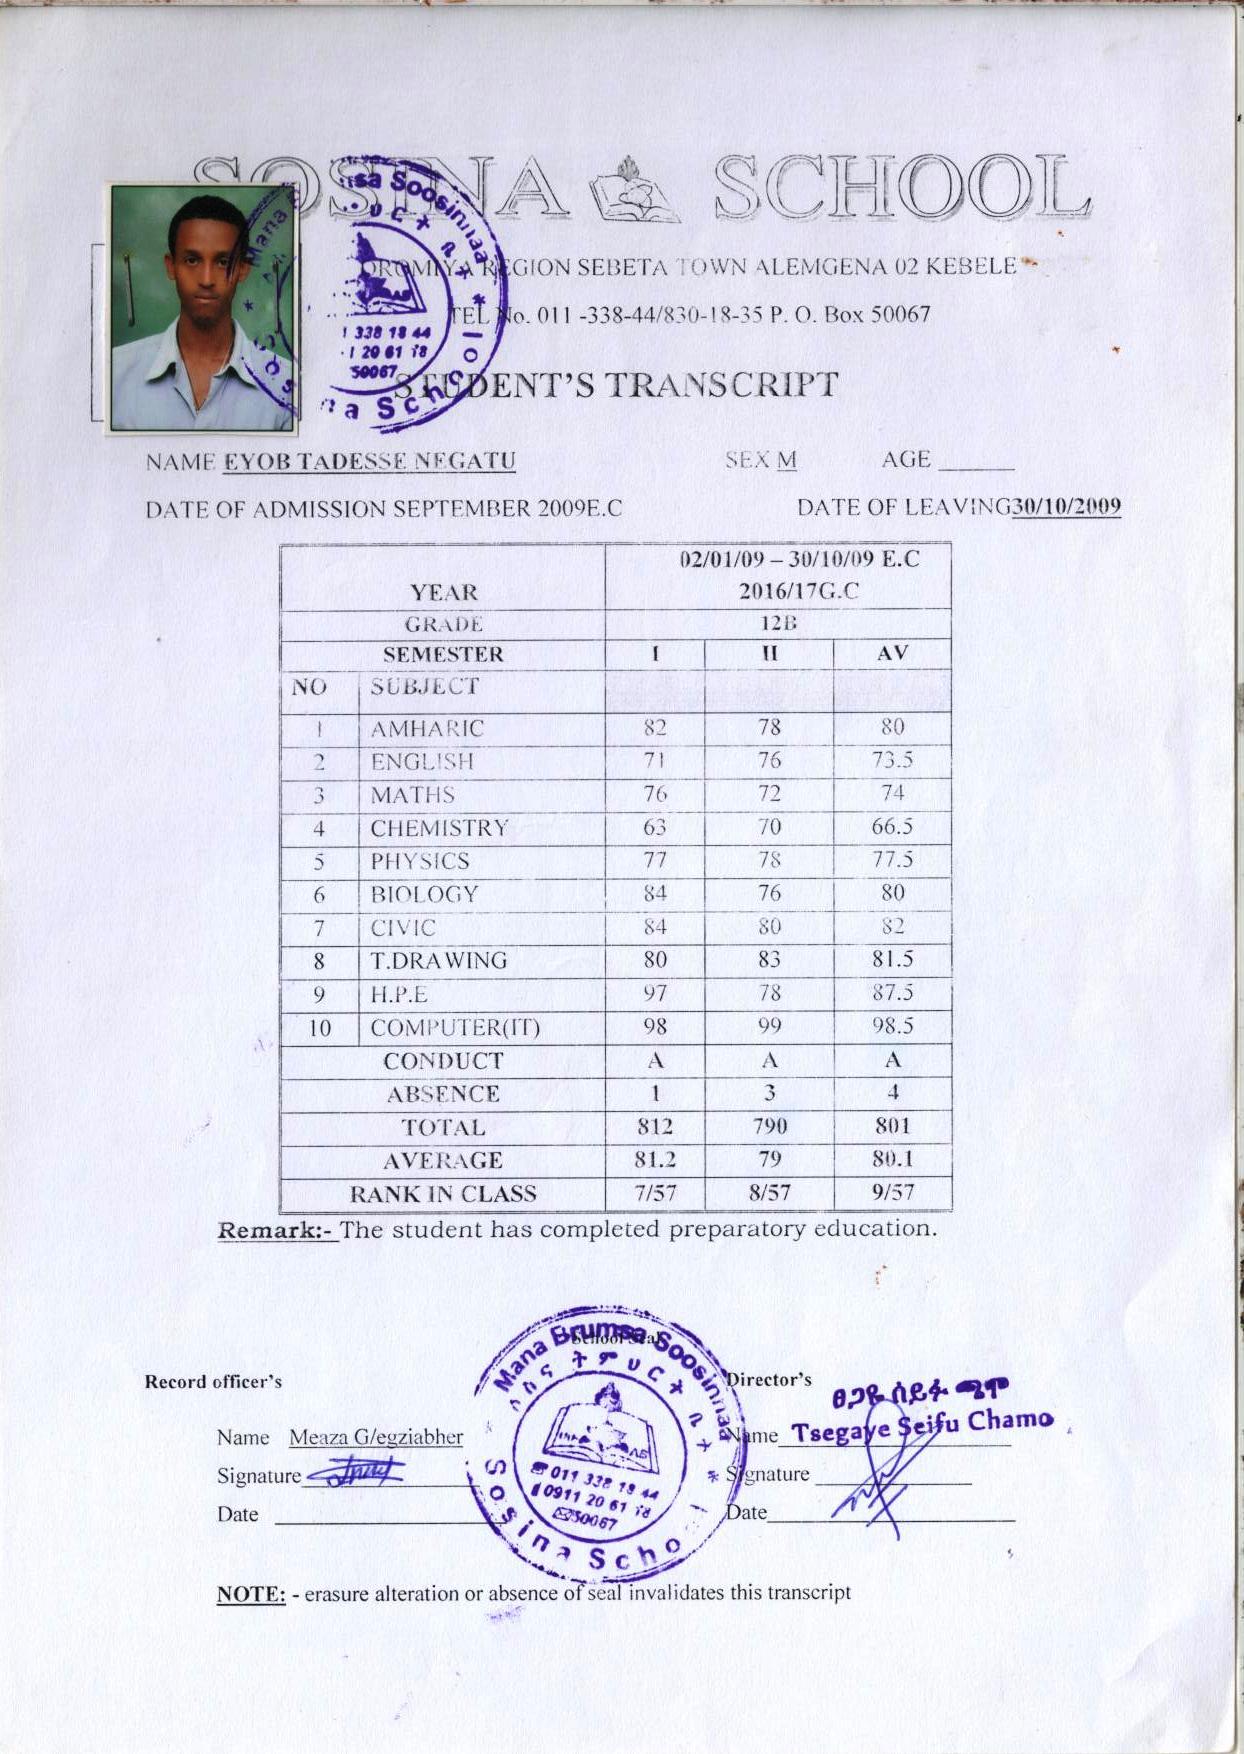 SOSINA SCHOOL
OROMIYA REGION SEBETA TOWN ALEMGENA 02 KEBELE
TEL No. 011 -338-44/830-18-35 P. O. Box 50067
STUDENT'S TRANSCRIPT
NAME EYOB TADESSE NEGATU SEX M AGE
DATE OF ADMISSION SEPTEMBER 2009E.C DATE OF LEAVING30/10/2009
YEAR 02/01/09 – 30/10/09 E.C 2016/17G.C
GRADE 12B
SEMESTER I II AV
NO SUBJECT
1 AMHARIC 82 78 80
2 ENGLISH 71 76 73.5
3 MATHS 76 72 74
4 CHEMISTRY 63 70 66.5
5 PHYSICS 77 78 77.5
6 BIOLOGY 84 76 80
7 CIVIC 84 80 82
8 T.DRAWING 80 83 81.5
9 H.P.E 97 78 87.5
10 COMPUTER(IT) 98 99 98.5
CONDUCT A A A
ABSENCE 1 3 4
TOTAL 812 790 801
AVERAGE 81.2 79 80.1
RANK IN CLASS 7/57 8/57 9/57
Remark:- The student has completed preparatory education.
School Seal
Mana Brumsa Soosinnaa
ሶስና ት/ም ህርት ቤት
011 338 18 44
0911 20 61 18
50067
Sosina School
Record officer's Director's
ፀጋዬ ሰይፉ ጫሞ
Name Meaza G/egziabher Name Tsegaye Seifu Chamo
Signature Signature
Date Date
NOTE: - erasure alteration or absence of seal invalidates this transcript